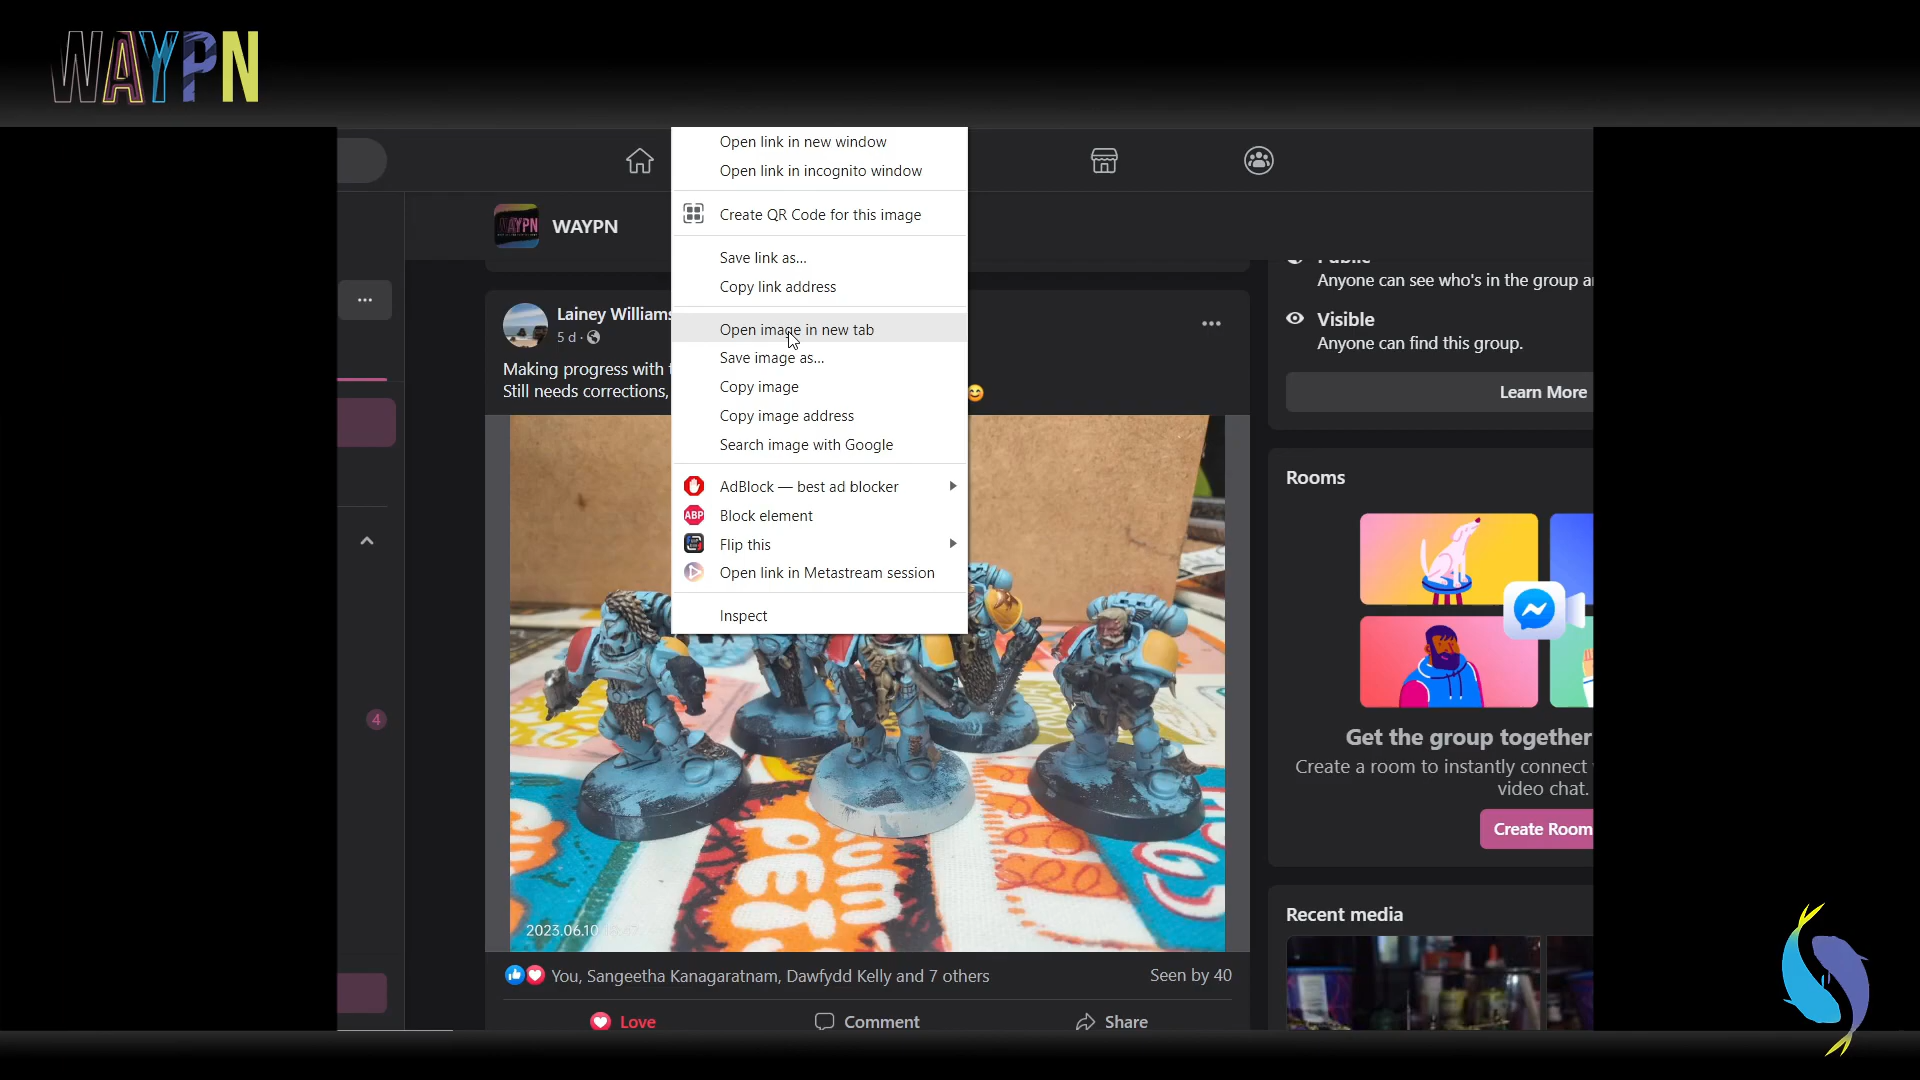 WAYPN
WAYPN
Lainey Williams
5 d
Making progress with
Still needs corrections,
Open link in new window
Open link in incognito window
Create QR Code for this image
Save link as...
Copy link address
Open image in new tab
Save image as...
Copy image
Copy image address
Search image with Google
AdBlock — best ad blocker
ABP Block element
Flip this
Open link in Metastream session
Inspect
4
2023.06.10
You, Sangeetha Kanagaratnam, Dawfydd Kelly and 7 others
Seen by 40
Love
Comment
Share
Anyone can see who's in the group
Visible
Anyone can find this group.
Learn More
Rooms
Get the group together
Create a room to instantly connect
video chat.
Create Room
Recent media